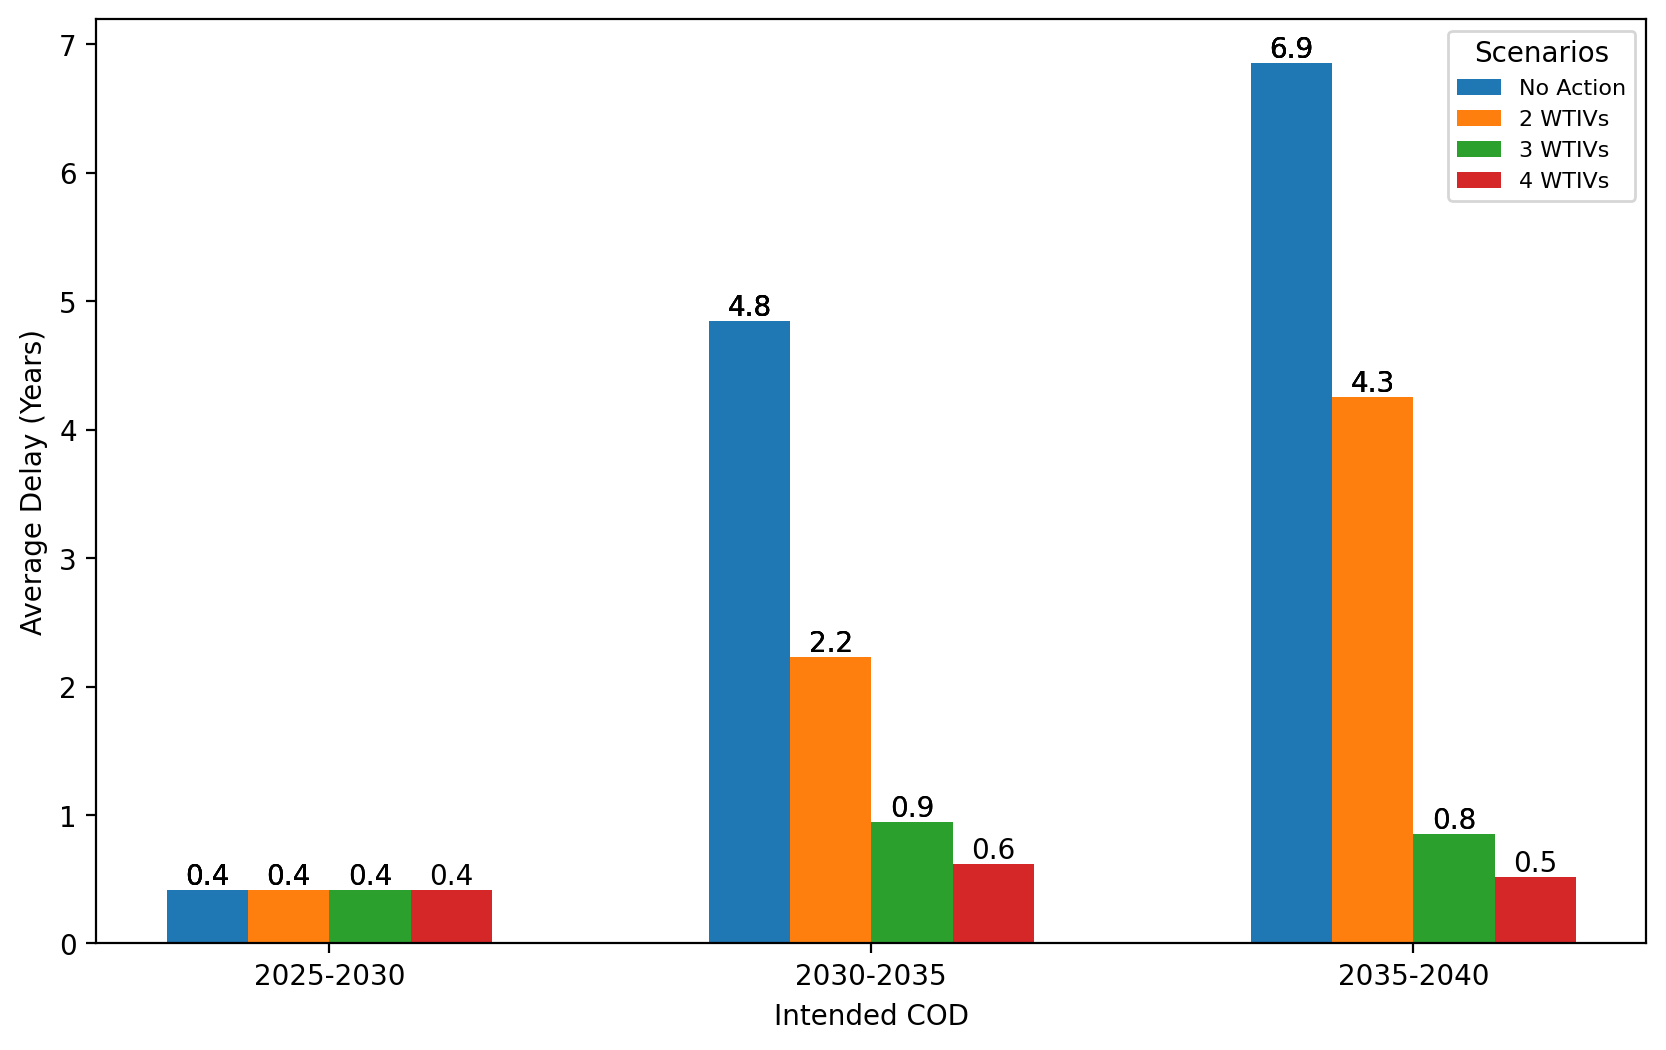 7
6
5
4
3
2
1
0
Average Delay (Years)
6.9
4.8
4.3
2.2
0.9
0.6
0.8
0.5
0.4 0.4 0.4 0.4
Scenarios
No Action
2 WTIVs
3 WTIVs
4 WTIVs
2025-2030 2030-2035 2035-2040
Intended COD